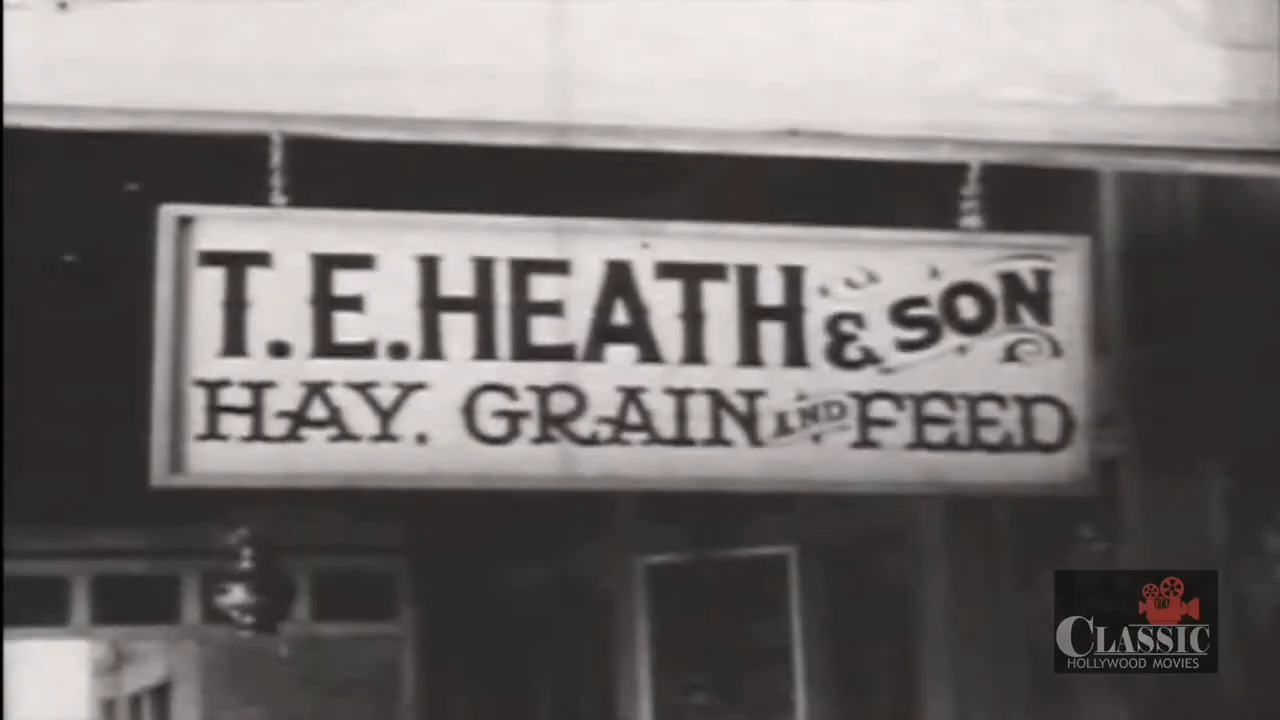 T.E.HEATH & SON
HAY, GRAIN AND FEED
CLASSIC
HOLLYWOOD MOVIES